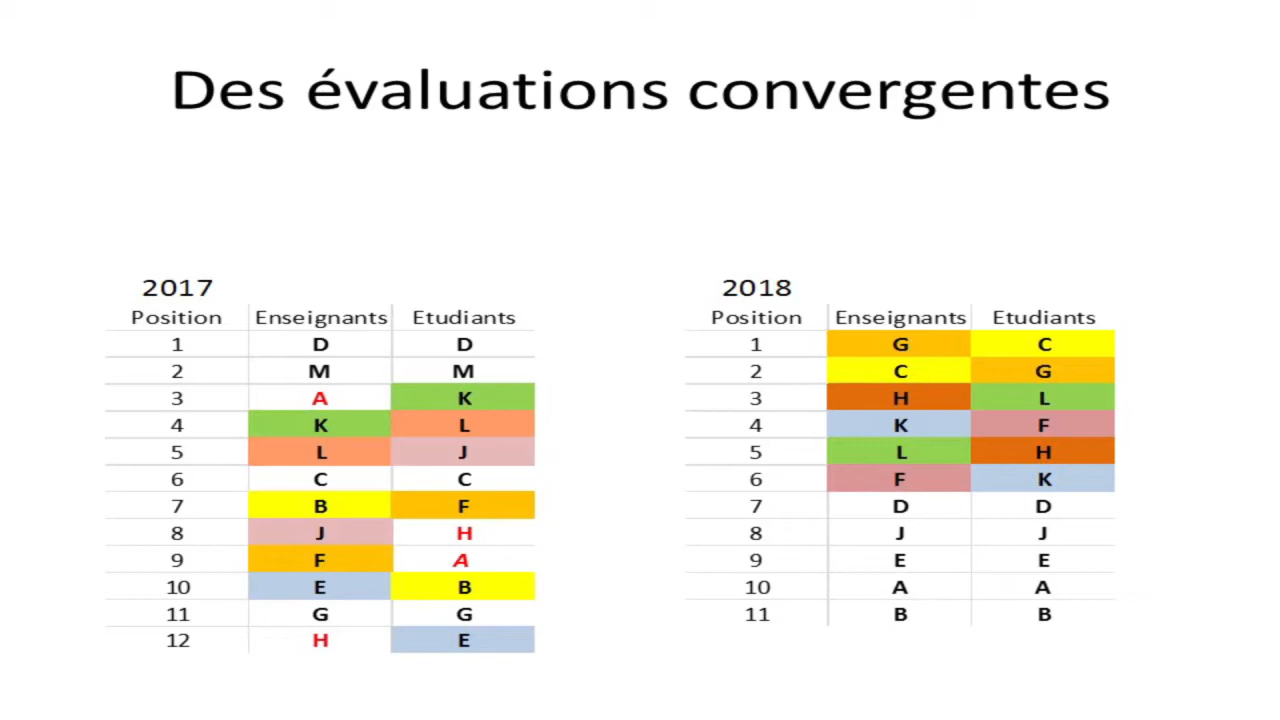 Des évaluations convergentes
2017
Position Enseignants Etudiants
1 D D
2 M M
3 A K
4 K L
5 L J
6 C C
7 B F
8 J H
9 F A
10 E B
11 G G
12 H E
2018
Position Enseignants Etudiants
1 G C
2 C G
3 H L
4 K F
5 L H
6 F K
7 D D
8 J J
9 E E
10 A A
11 B B